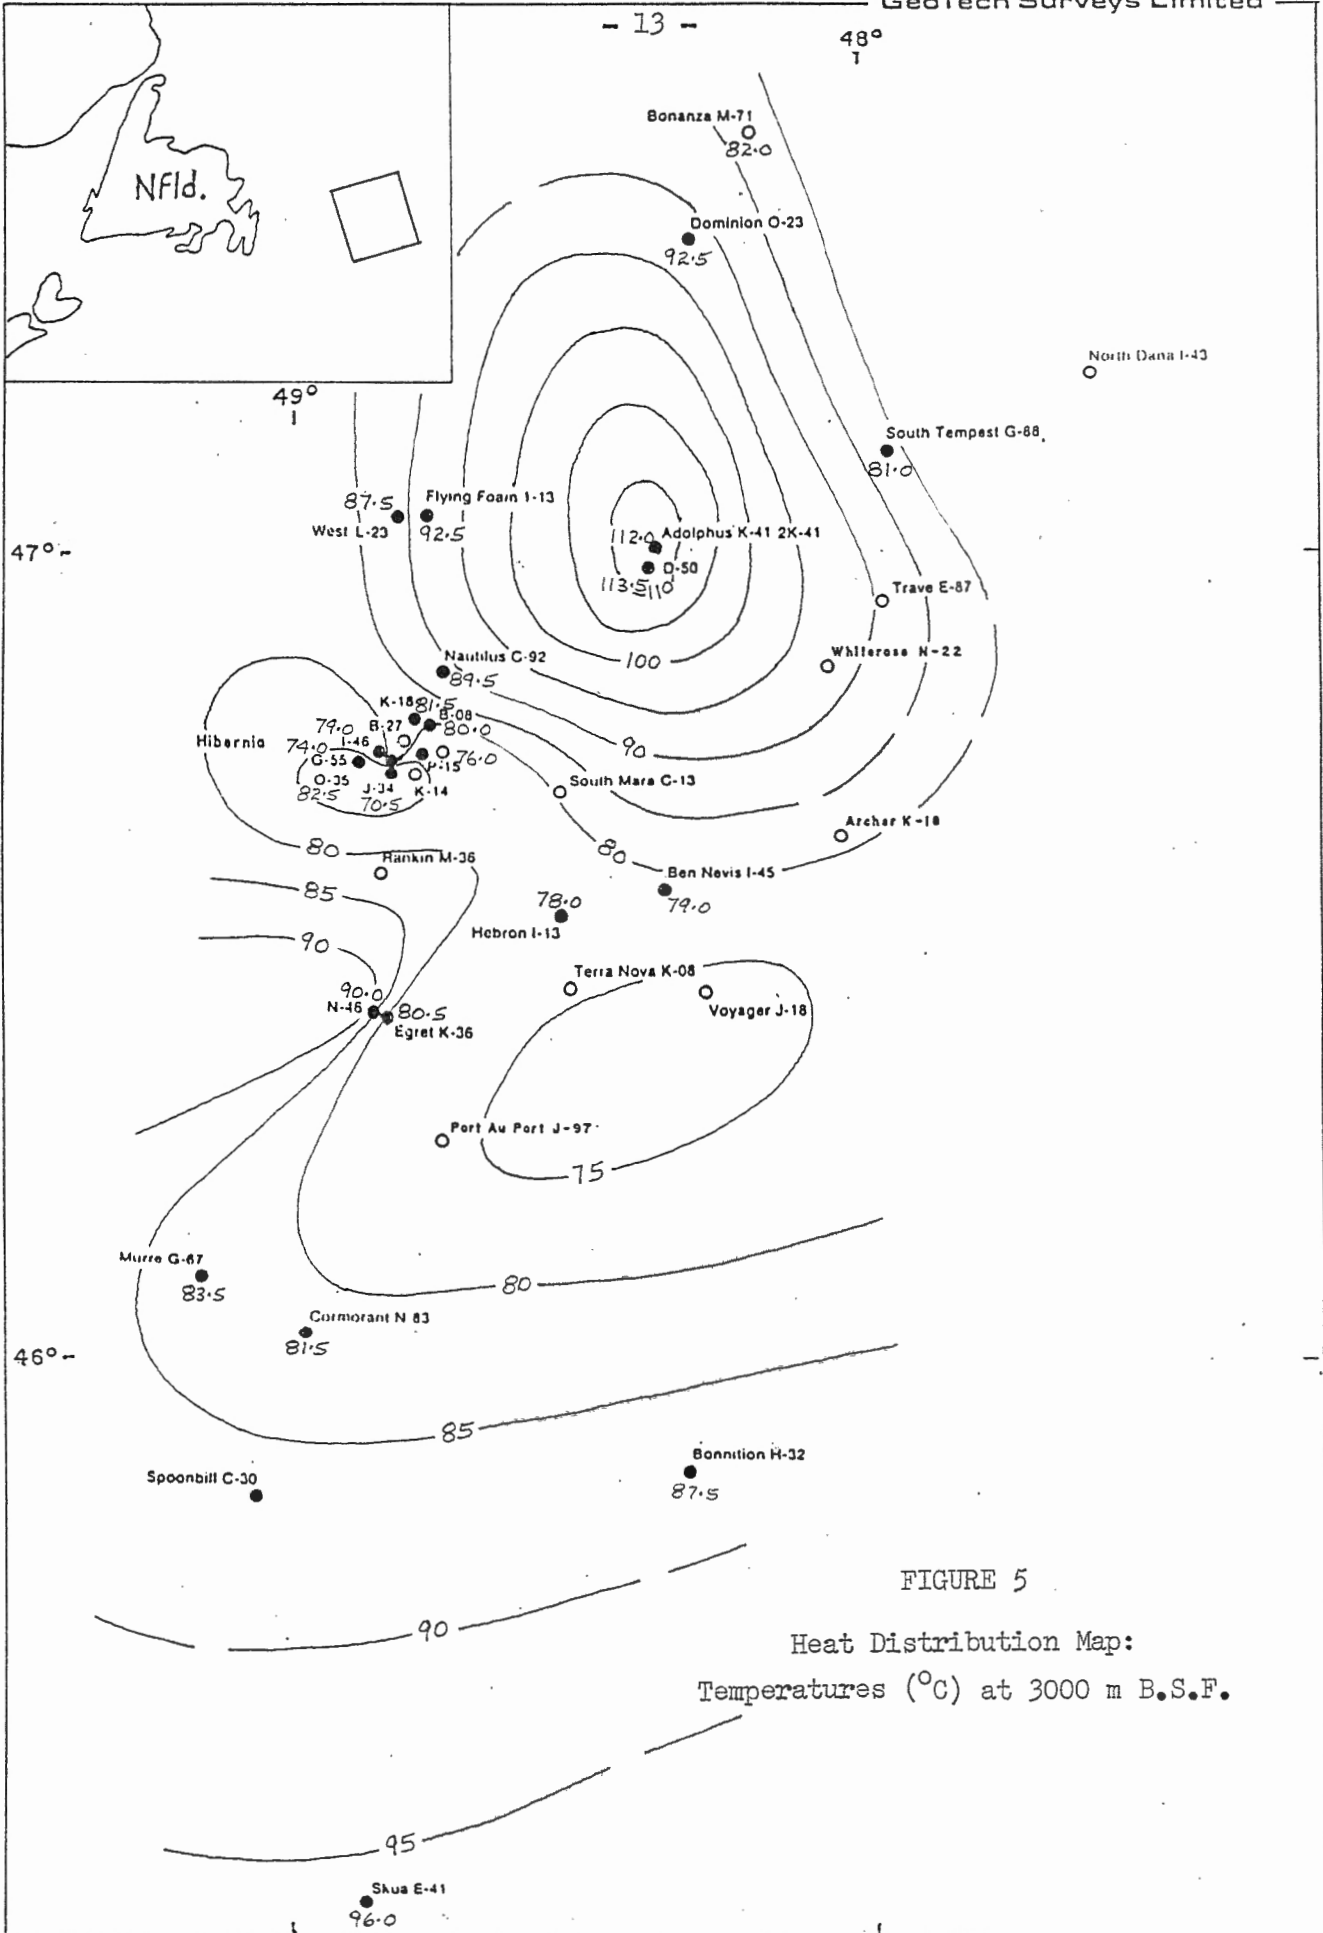 GeoTech Surveys Limited
- 13 -
48°
Bonanza M-71
82.0
Nfld.
Dominion O-23
92.5
North Dana I-43
49°
South Tempest G-88
81.0
87.5
Flying Foam I-13
West L-23
92.5
112.0
Adolphus K-41 2K-41
47°
D-50
113.5
110
Trave E-87
Nautilus C-92
100
Whiterose N-22
89.5
K-18
81.5
B-08
79.0
B-27
80.0
90
Hibernia
74.0
I-46
76.0
G-55
P-15
O-35
J-34
K-14
South Mara C-13
82.5
70.5
Archer K-18
80
80
Rankin M-36
Ben Nevis I-45
85
78.0
79.0
Hebron I-13
90
Terra Nova K-08
90.0
N-46
80.5
Voyager J-18
Egret K-36
Port Au Port J-97
75
Murre G-67
83.5
80
Cormorant N 83
81.5
46°
85
Bonnition H-32
Spoonbill C-30
87.5
FIGURE 5
90
Heat Distribution Map:
Temperatures (°C) at 3000 m B.S.F.
95
Skua E-41
96.0